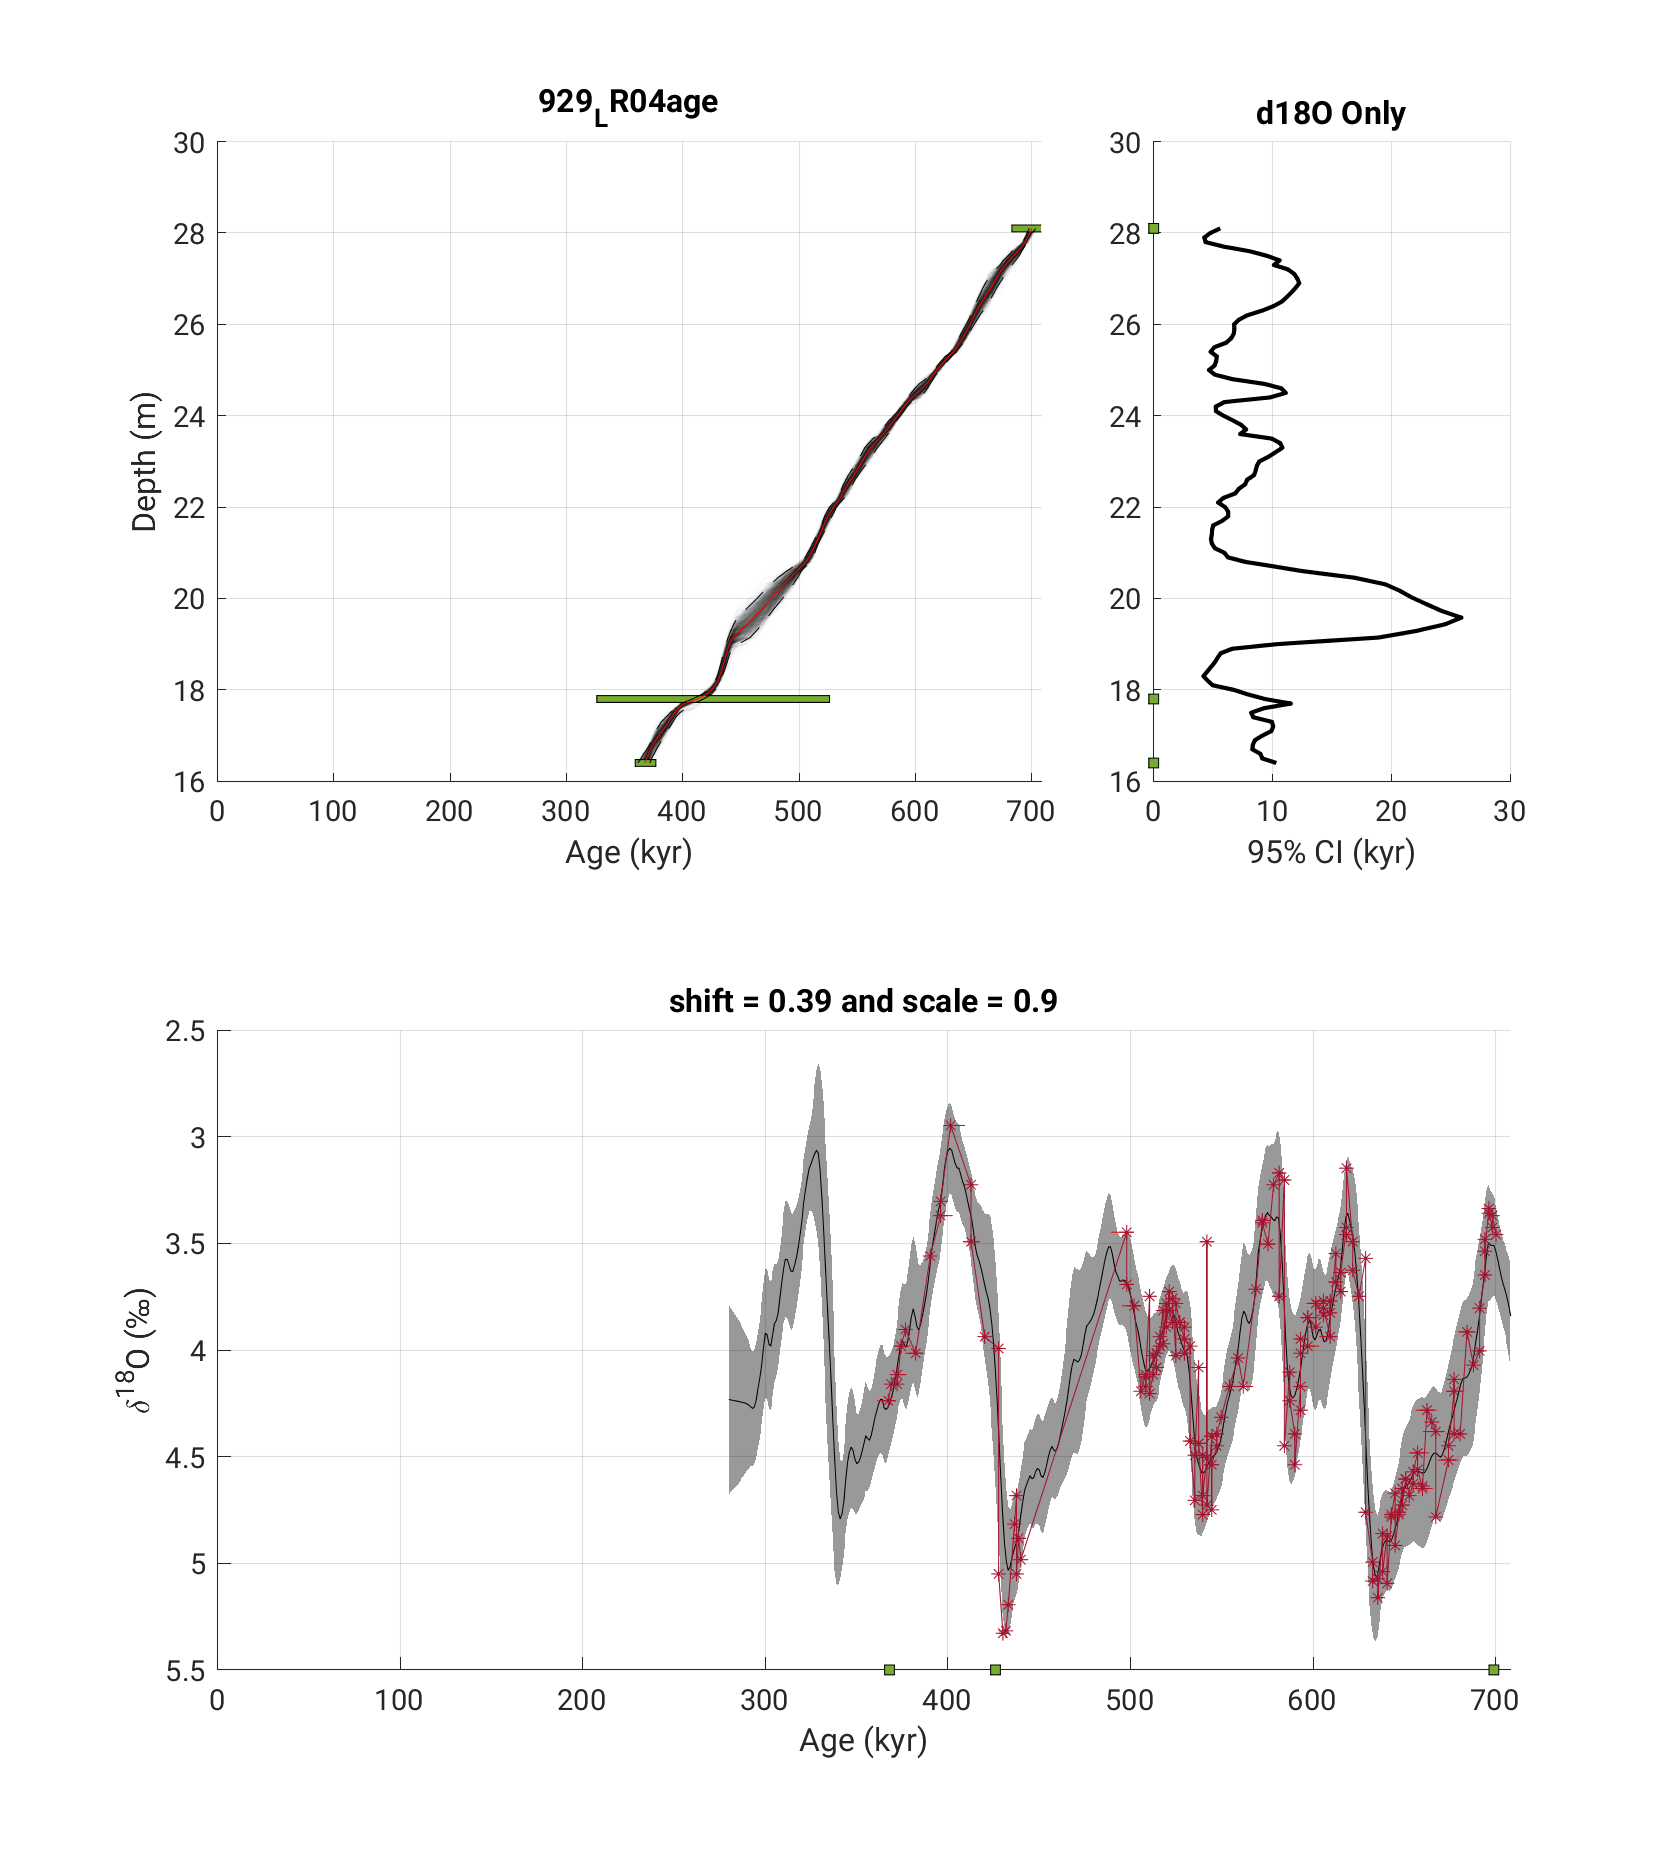 929LR04age
d18O Only
30
28
26
24
22
20
18
16
Depth (m)
0 100 200 300 400 500 600 700
Age (kyr)
30
28
26
24
22
20
18
16
0 10 20 30
95% CI (kyr)
shift = 0.39 and scale = 0.9
2.5
3
3.5
4
4.5
5
5.5
δ18O (‰)
0 100 200 300 400 500 600 700
Age (kyr)